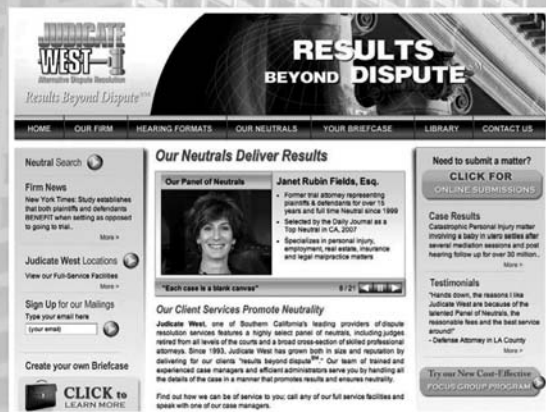 JUDICATE
WEST
Alternative Dispute Resolution
Results Beyond Dispute℠
RESULTS
BEYOND DISPUTE℠
HOME
OUR FIRM
HEARING FORMATS
OUR NEUTRALS
YOUR BRIEFCASE
LIBRARY
CONTACT US
Neutral Search
Firm News
New York Times: Study establishes
that both plaintiffs and defendants
BENEFIT when settling as opposed
to going to trial..
More »
Judicate West Locations
View our Full-Service Facilities
More »
Sign Up for our Mailings
Type your email here
(your email)
Create your own Briefcase
CLICK to
LEARN MORE
Our Neutrals Deliver Results
Our Panel of Neutrals
Janet Rubin Fields, Esq.
• Former trial attorney representing
plaintiffs & defendants for over 15
years and full time Neutral since 1999
• Selected by the Daily Journal as a
Top Neutral in CA, 2007
• Specializes in personal injury,
employment, real estate, insurance
and legal malpractice matters
"Each case is a blank canvas"
8 / 21
Our Client Services Promote Neutrality
Judicate West, one of Southern California's leading providers of dispute
resolution services features a highly select panel of neutrals, including judges
retired from all levels of the courts and a broad cross-section of skilled professional
attorneys. Since 1993, Judicate West has grown both in size and reputation by
delivering for our clients "results beyond dispute℠." Our team of trained and
experienced case managers and efficient administrators serve you by handling all
the details of the case in a manner that promotes results and ensures neutrality.
Find out how we can be of service to you; call any of our full service facilities and
speak with one of our case managers.
Need to submit a matter?
CLICK FOR
ONLINE SUBMISSIONS
Case Results
Catastrophic Personal Injury matter
involving a baby in utero settles after
several mediation sessions and post
hearing follow up for over 30 million..
More »
Testimonials
"Hands down, the reasons I like
Judicate West are because of the
talented Panel of Neutrals, the
reasonable fees and the best service
around!"
- Defense Attorney in LA County
More »
Try our New Cost-Effective
FOCUS GROUP PROGRAM